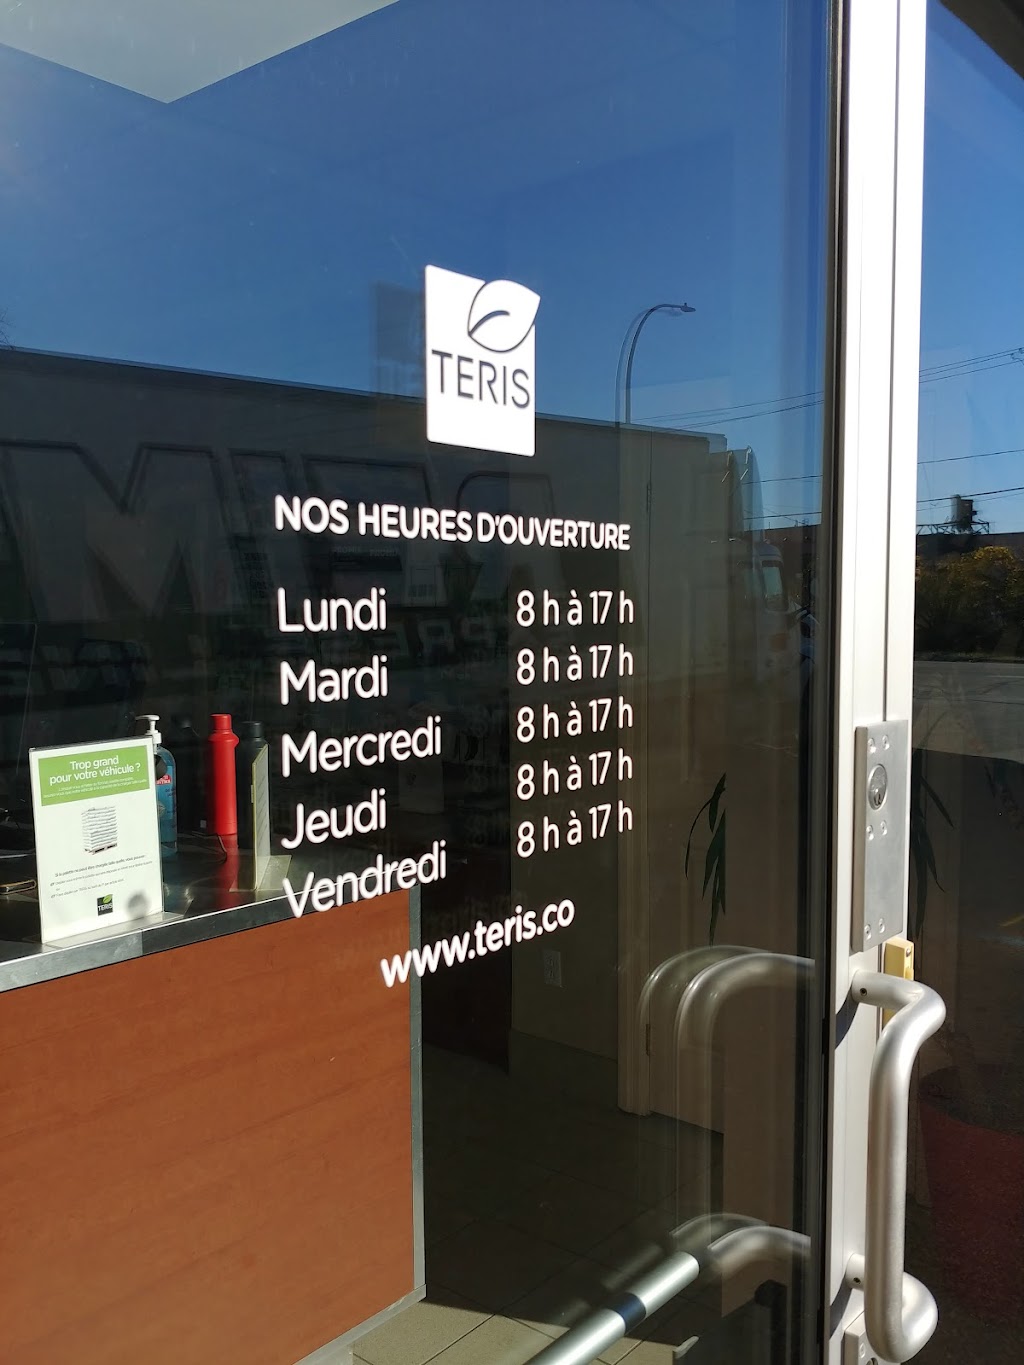 TERIS
NOS HEURES D'OUVERTURE
Lundi 8 h à 17 h
Mardi 8 h à 17 h
Mercredi 8 h à 17 h
Jeudi 8 h à 17 h
Vendredi 8 h à 17 h
www.teris.co
Trop grand
pour votre véhicule ?
TERIS